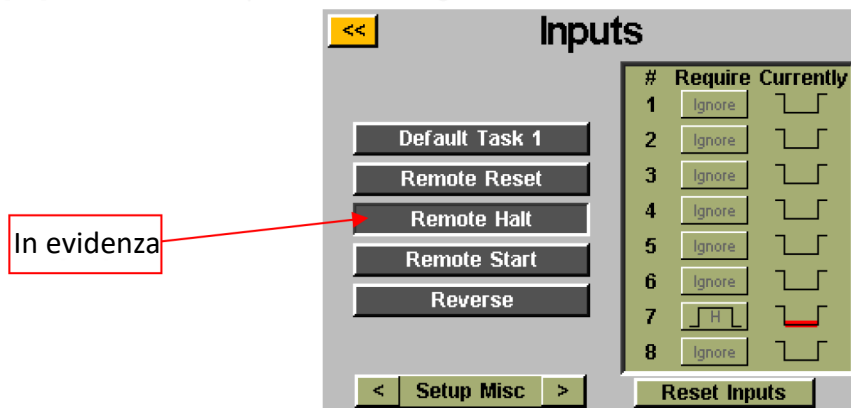 << Inputs
# Require Currently
1 Ignore
2 Ignore
3 Ignore
4 Ignore
5 Ignore
6 Ignore
7 H
8 Ignore
Default Task 1
Remote Reset
Remote Halt
Remote Start
Reverse
In evidenza
< Setup Misc >
Reset Inputs